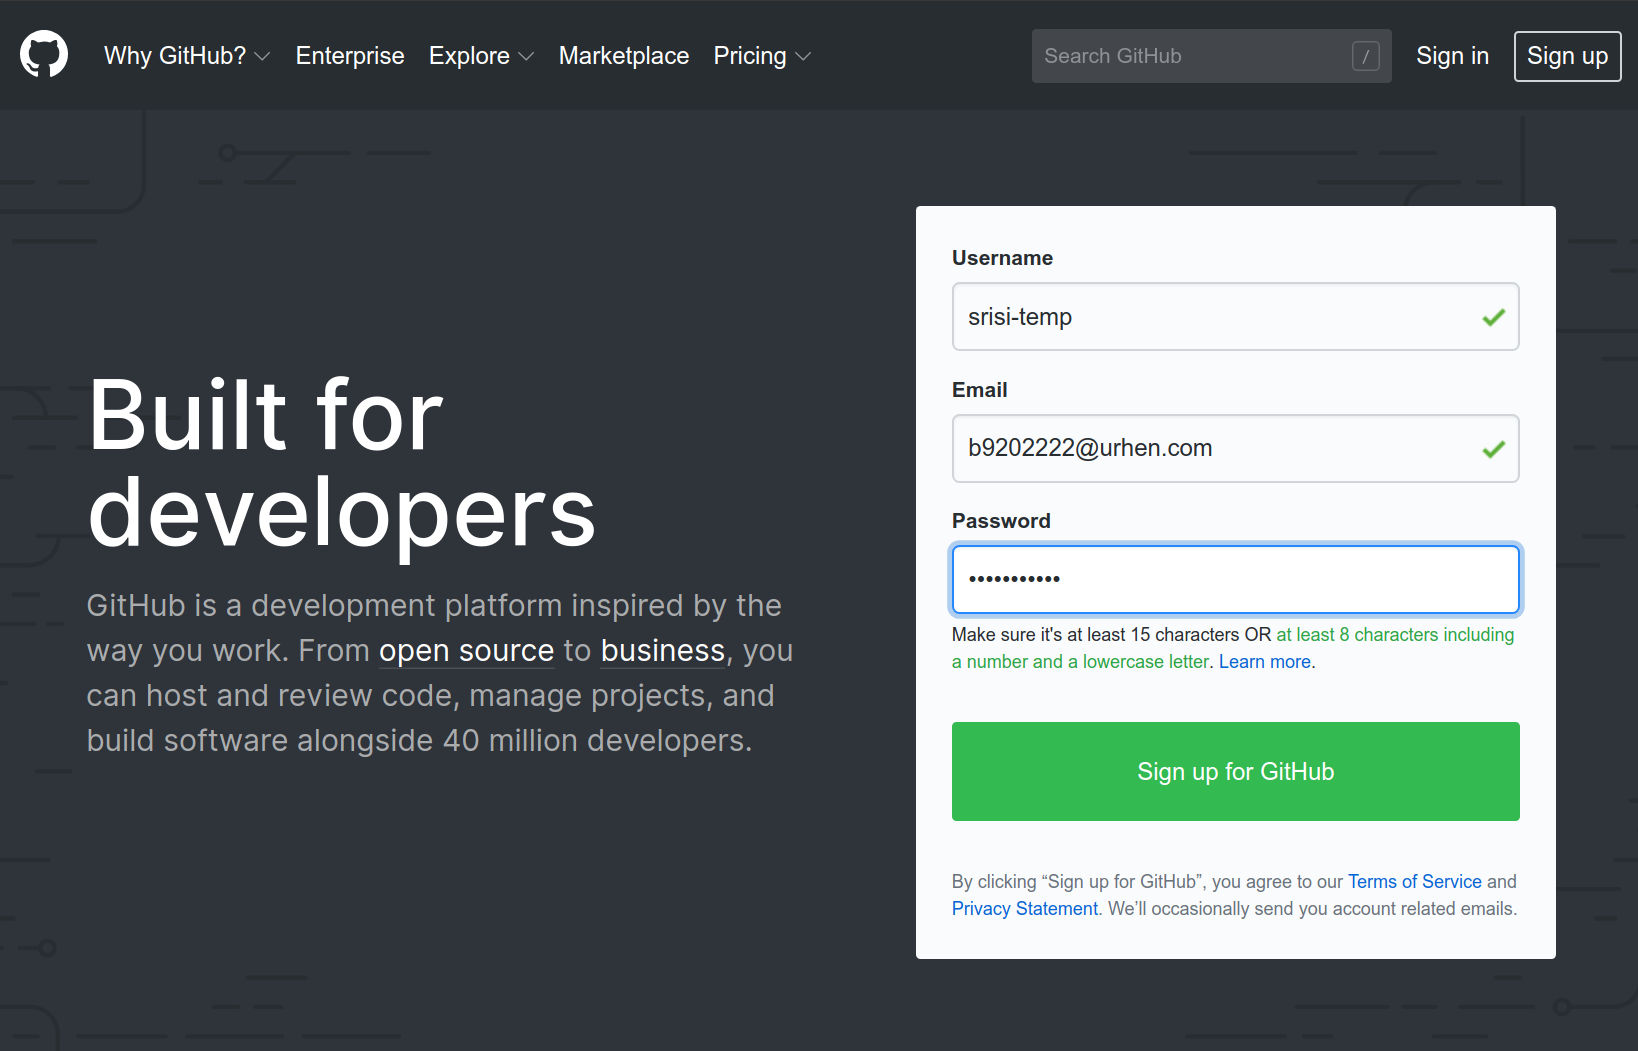 Why GitHub? Enterprise Explore Marketplace Pricing Search GitHub / Sign in Sign up
Built for
developers
GitHub is a development platform inspired by the
way you work. From open source to business, you
can host and review code, manage projects, and
build software alongside 40 million developers.
Username
srisi-temp
Email
b9202222@urhen.com
Password
•••••••••••
Make sure it's at least 15 characters OR at least 8 characters including
a number and a lowercase letter. Learn more.
Sign up for GitHub
By clicking “Sign up for GitHub”, you agree to our Terms of Service and
Privacy Statement. We’ll occasionally send you account related emails.